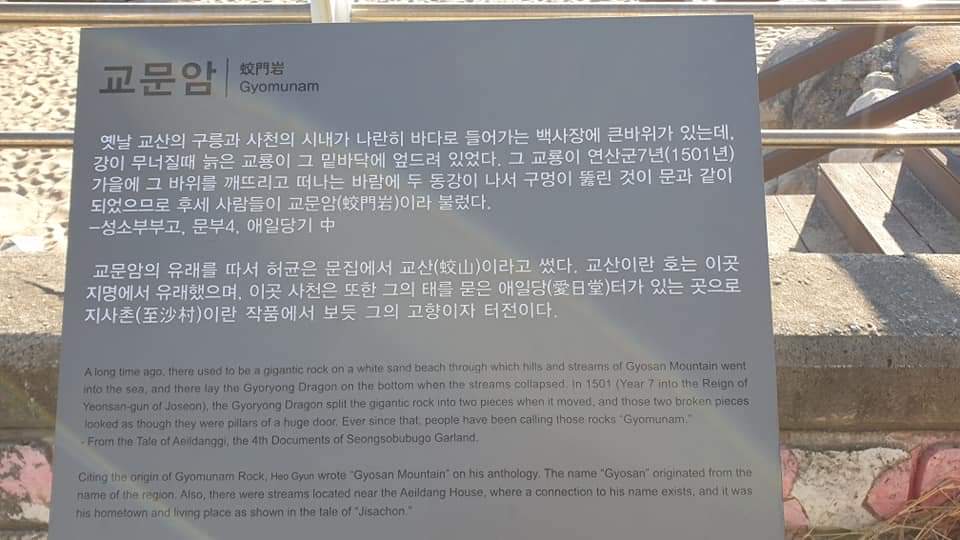 교문암 蛟門岩
Gyomunam
옛날 교산의 구릉과 사천의 시내가 나란히 바다로 들어가는 백사장에 큰바위가 있는데,
강이 무너질때 늙은 교룡이 그 밑바닥에 엎드려 있었다. 그 교룡이 연산군7년(1501년)
가을에 그 바위를 깨뜨리고 떠나는 바람에 두 동강이 나서 구멍이 뚫린 것이 문과 같이
되었으므로 후세 사람들이 교문암(蛟門岩)이라 불렀다.
-성소부부고, 문부4, 애일당기 中
교문암의 유래를 따서 허균은 문집에서 교산(蛟山)이라고 썼다. 교산이란 호는 이곳
지명에서 유래했으며, 이곳 사천은 또한 그의 태를 묻은 애일당(愛日堂)터가 있는 곳으로
지사촌(至沙村)이란 작품에서 보듯 그의 고향이자 터전이다.
A long time ago, there used to be a gigantic rock on a white sand beach through which hills and streams of Gyosan Mountain went
into the sea, and there lay the Gyoryong Dragon on the bottom when the streams collapsed. In 1501 (Year 7 into the Reign of
Yeonsan-gun of Joseon), the Gyoryong Dragon split the gigantic rock into two pieces when it moved, and those two broken pieces
looked as though they were pillars of a huge door. Ever since that, people have been calling those rocks "Gyomunam."
- From the Tale of Aeildanggi, the 4th Documents of Seongsobubugo Garland.
Citing the origin of Gyomunam Rock, Heo Gyun wrote "Gyosan Mountain" on his anthology. The name "Gyosan" originated from the
name of the region. Also, there were streams located near the Aeildang House, where a connection to his name exists, and it was
his hometown and living place as shown in the tale of "Jisachon."